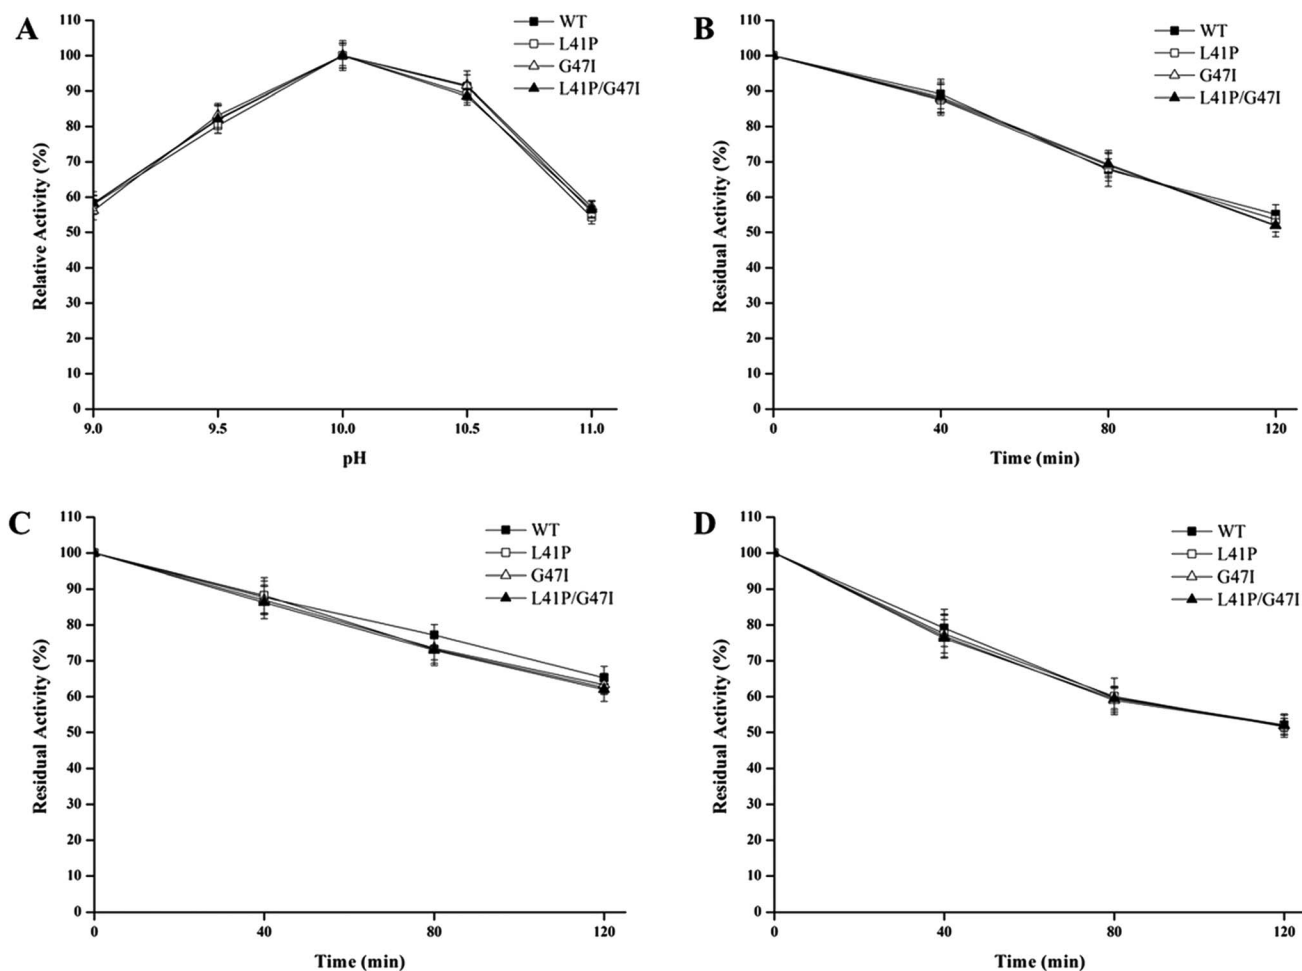 A
110
100
90
80
70
60
50
40
30
20
10
0
Relative Activity (%)
9.0 9.5 10.0 10.5 11.0
pH
WT
L41P
G47I
L41P/G47I
B
110
100
90
80
70
60
50
40
30
20
10
0
Residual Activity (%)
0 40 80 120
Time (min)
WT
L41P
G47I
L41P/G47I
C
110
100
90
80
70
60
50
40
30
20
10
0
Residual Activity (%)
0 40 80 120
Time (min)
WT
L41P
G47I
L41P/G47I
D
110
100
90
80
70
60
50
40
30
20
10
0
Residual Activity (%)
0 40 80 120
Time (min)
WT
L41P
G47I
L41P/G47I